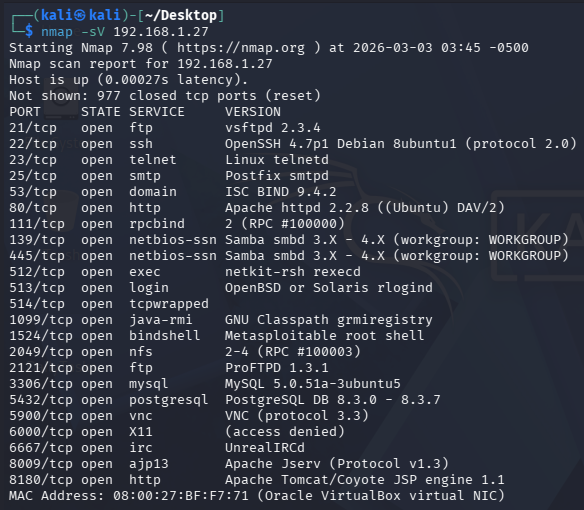 ┌──(kali㉿kali)-[~/Desktop]
└─$ nmap -sV 192.168.1.27
Starting Nmap 7.98 ( https://nmap.org ) at 2026-03-03 03:45 -0500
Nmap scan report for 192.168.1.27
Host is up (0.00027s latency).
Not shown: 977 closed tcp ports (reset)
PORT     STATE SERVICE     VERSION
21/tcp   open  ftp         vsftpd 2.3.4
22/tcp   open  ssh         OpenSSH 4.7p1 Debian 8ubuntu1 (protocol 2.0)
23/tcp   open  telnet      Linux telnetd
25/tcp   open  smtp        Postfix smtpd
53/tcp   open  domain      ISC BIND 9.4.2
80/tcp   open  http        Apache httpd 2.2.8 ((Ubuntu) DAV/2)
111/tcp  open  rpcbind     2 (RPC #100000)
139/tcp  open  netbios-ssn Samba smbd 3.X - 4.X (workgroup: WORKGROUP)
445/tcp  open  netbios-ssn Samba smbd 3.X - 4.X (workgroup: WORKGROUP)
512/tcp  open  exec        netkit-rsh rexecd
513/tcp  open  login       OpenBSD or Solaris rlogind
514/tcp  open  tcpwrapped
1099/tcp open  java-rmi    GNU Classpath grmiregistry
1524/tcp open  bindshell   Metasploitable root shell
2049/tcp open  nfs         2-4 (RPC #100003)
2121/tcp open  ftp         ProFTPD 1.3.1
3306/tcp open  mysql       MySQL 5.0.51a-3ubuntu5
5432/tcp open  postgresql  PostgreSQL DB 8.3.0 - 8.3.7
5900/tcp open  vnc         VNC (protocol 3.3)
6000/tcp open  X11         (access denied)
6667/tcp open  irc         UnrealIRCd
8009/tcp open  ajp13       Apache Jserv (Protocol v1.3)
8180/tcp open  http        Apache Tomcat/Coyote JSP engine 1.1
MAC Address: 08:00:27:BF:F7:71 (Oracle VirtualBox virtual NIC)